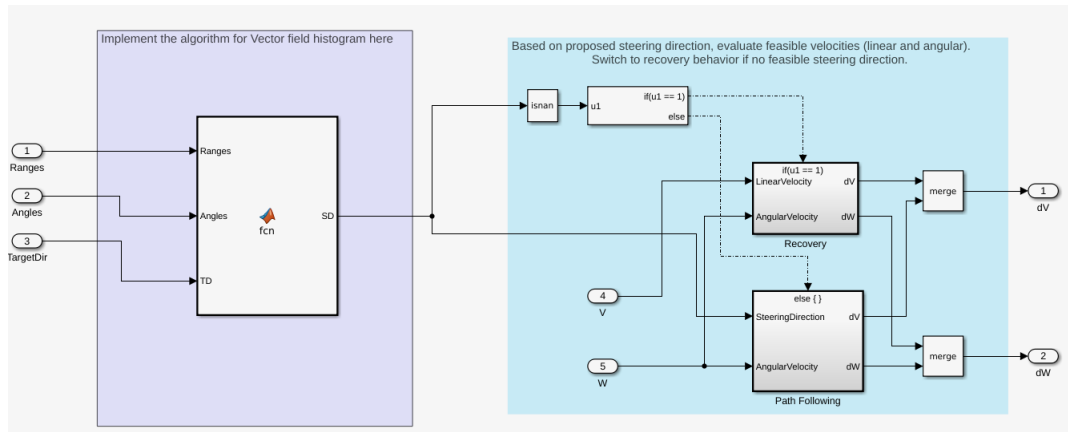 Implement the algorithm for Vector field histogram here
Based on proposed steering direction, evaluate feasible velocities (linear and angular).
Switch to recovery behavior if no feasible steering direction.
isnan
u1
if(u1 == 1)
else
1
Ranges
2
Angles
3
TargetDir
Ranges
Angles
TD
fcn
SD
if(u1 == 1)
LinearVelocity
dV
AngularVelocity
dW
Recovery
merge
1
dV
4
V
5
W
else { }
SteeringDirection
dV
AngularVelocity
dW
Path Following
merge
2
dW